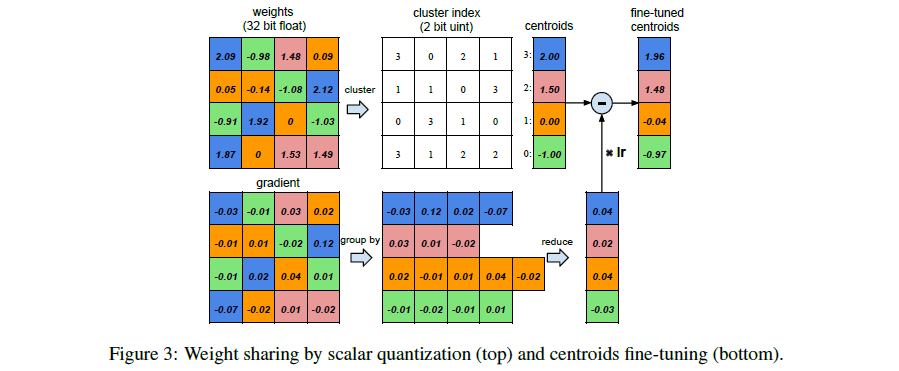 weights
(32 bit float)
cluster index
(2 bit uint)
centroids
fine-tuned
centroids
2.09 -0.98 1.48 0.09
3 0 2 1
3: 2.00
1.96
0.05 -0.14 -1.08 2.12
cluster
1 1 0 3
2: 1.50
1.48
-0.91 1.92 0 -1.03
0 3 1 0
1: 0.00
-0.04
1.87 0 1.53 1.49
3 1 2 2
0: -1.00
-0.97
× lr
gradient
-0.03 -0.01 0.03 0.02
-0.03 0.12 0.02 -0.07
0.04
-0.01 0.01 -0.02 0.12
group by
0.03 0.01 -0.02
reduce
0.02
-0.01 0.02 0.04 0.01
0.02 -0.01 0.01 0.04 -0.02
0.04
-0.07 -0.02 0.01 -0.02
-0.01 -0.02 -0.01 0.01
-0.03
Figure 3: Weight sharing by scalar quantization (top) and centroids fine-tuning (bottom).